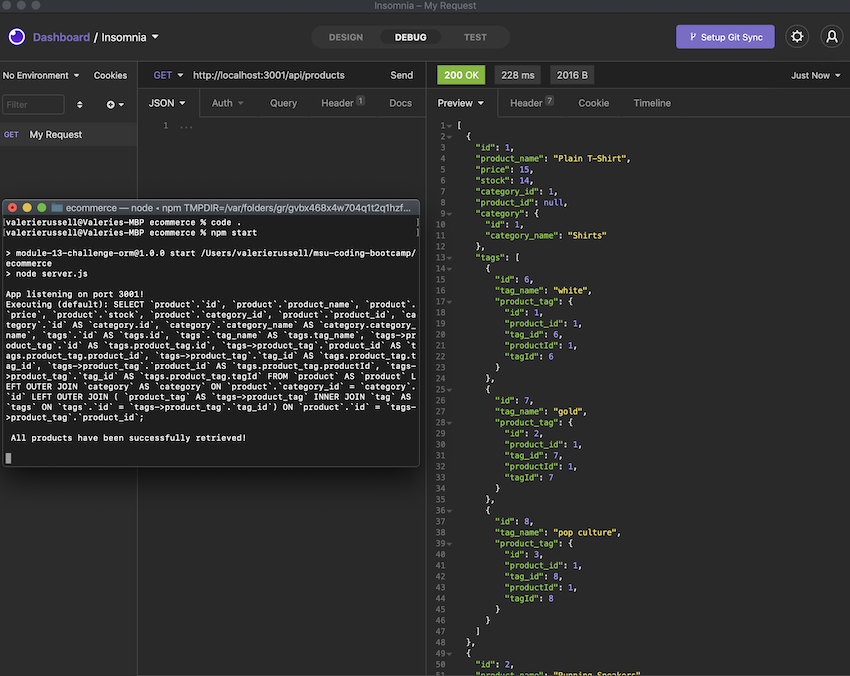 Insomnia – My Request
Dashboard / Insomnia
DESIGN DEBUG TEST
Setup Git Sync
No Environment Cookies
GET http://localhost:3001/api/products Send
200 OK 228 ms 2016 B Just Now
Filter
JSON Auth Query Header 1 Docs
Preview Header 7 Cookie Timeline
GET My Request
1 ...
ecommerce — node ◂ npm TMPDIR=/var/folders/gr/gvbx468x4w704q1t2q1hzf...
[valerierussell@Valeries-MBP ecommerce % code . ]
[valerierussell@Valeries-MBP ecommerce % npm start ]
> module-13-challenge-orm@1.0.0 start /Users/valerierussell/msu-coding-bootcamp/
ecommerce
> node server.js
App listening on port 3001!
Executing (default): SELECT `product`.`id`, `product`.`product_name`, `product`.
`price`, `product`.`stock`, `product`.`category_id`, `product`.`product_id`, `ca
tegory`.`id` AS `category.id`, `category`.`category_name` AS `category.category_
name`, `tags`.`id` AS `tags.id`, `tags`.`tag_name` AS `tags.tag_name`, `tags->pr
oduct_tag`.`id` AS `tags.product_tag.id`, `tags->product_tag`.`product_id` AS `t
ags.product_tag.product_id`, `tags->product_tag`.`tag_id` AS `tags.product_tag.t
ag_id`, `tags->product_tag`.`product_id` AS `tags.product_tag.productId`, `tags-
>product_tag`.`tag_id` AS `tags.product_tag.tagId` FROM `product` AS `product` L
EFT OUTER JOIN `category` AS `category` ON `product`.`category_id` = `category`.
`id` LEFT OUTER JOIN ( `product_tag` AS `tags->product_tag` INNER JOIN `tag` AS
`tags` ON `tags`.`id` = `tags->product_tag`.`tag_id`) ON `product`.`id` = `tags-
>product_tag`.`product_id`;
All products have been successfully retrieved!
1 [
2 {
3 "id": 1,
4 "product_name": "Plain T-Shirt",
5 "price": 15,
6 "stock": 14,
7 "category_id": 1,
8 "product_id": null,
9 "category": {
10 "id": 1,
11 "category_name": "Shirts"
12 },
13 "tags": [
14 {
15 "id": 6,
16 "tag_name": "white",
17 "product_tag": {
18 "id": 1,
19 "product_id": 1,
20 "tag_id": 6,
21 "productId": 1,
22 "tagId": 6
23 }
24 },
25 {
26 "id": 7,
27 "tag_name": "gold",
28 "product_tag": {
29 "id": 2,
30 "product_id": 1,
31 "tag_id": 7,
32 "productId": 1,
33 "tagId": 7
34 }
35 },
36 {
37 "id": 8,
38 "tag_name": "pop culture",
39 "product_tag": {
40 "id": 3,
41 "product_id": 1,
42 "tag_id": 8,
43 "productId": 1,
44 "tagId": 8
45 }
46 }
47 ]
48 },
49 {
50 "id": 2,
51 "product_name": "Running Sneakers",